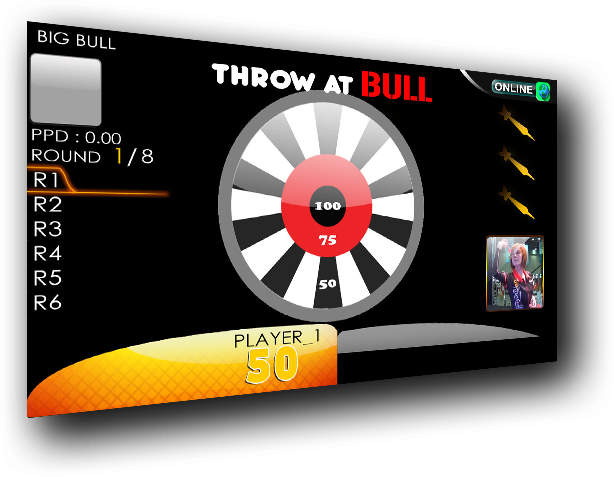 BIG BULL
THROW AT BULL
ONLINE
PPD : 0.00
ROUND 1/8
R1
R2
R3
R4
R5
R6
100
75
50
PLAYER_1
50